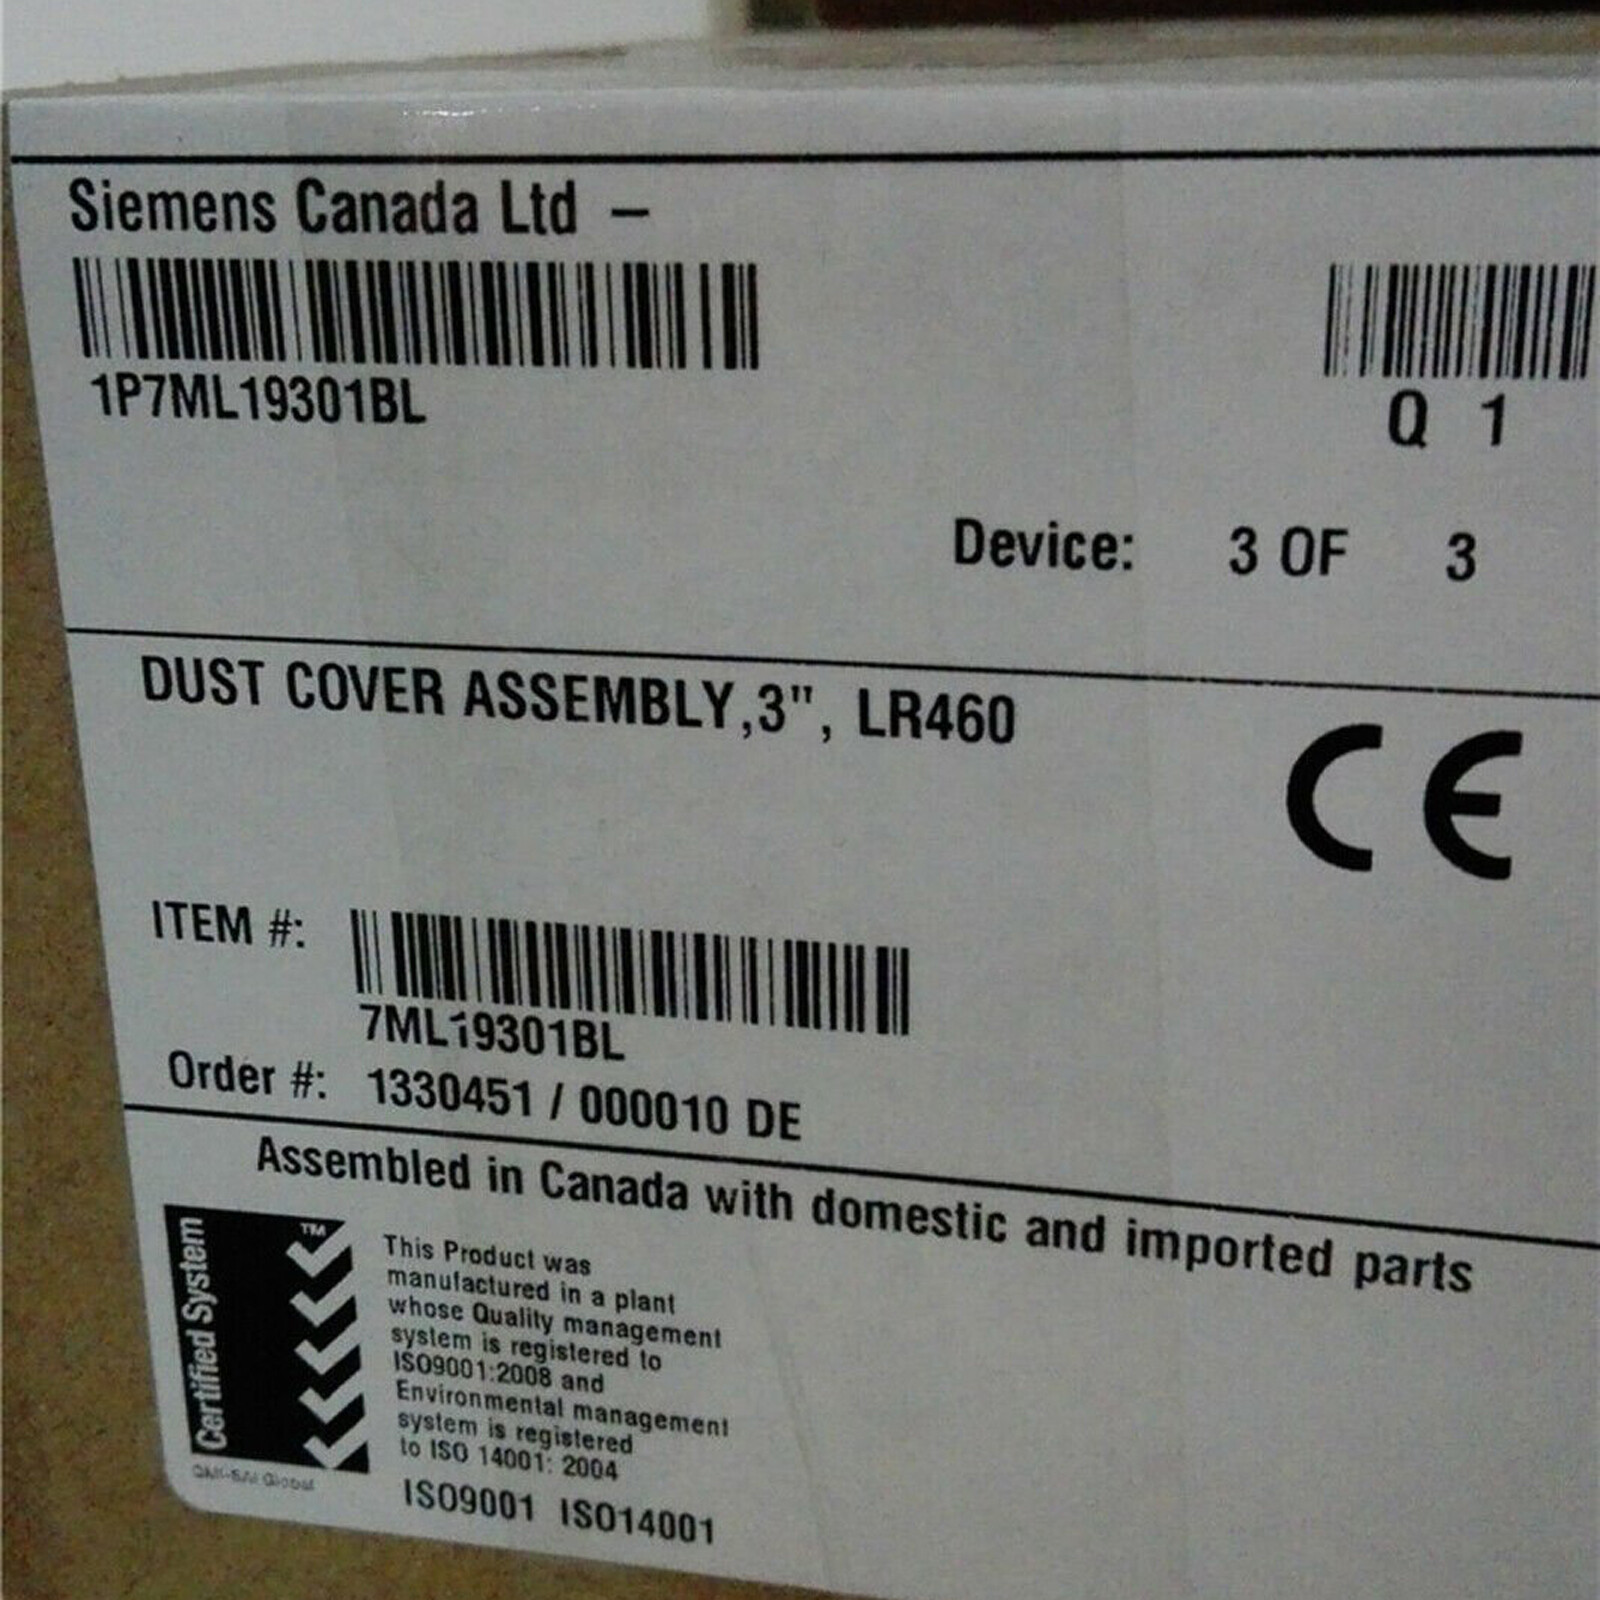 Siemens Canada Ltd –
1P7ML19301BL
Q 1
Device: 3 OF 3
DUST COVER ASSEMBLY,3", LR460
CE
ITEM #:
7ML19301BL
Order #: 1330451 / 000010 DE
Assembled in Canada with domestic and imported parts
Certified System
TM
This Product was
manufactured in a plant
whose Quality management
system is registered to
ISO9001:2008 and
Environmental management
system is registered
to ISO 14001: 2004
QMI-SAI Global
ISO9001 ISO14001